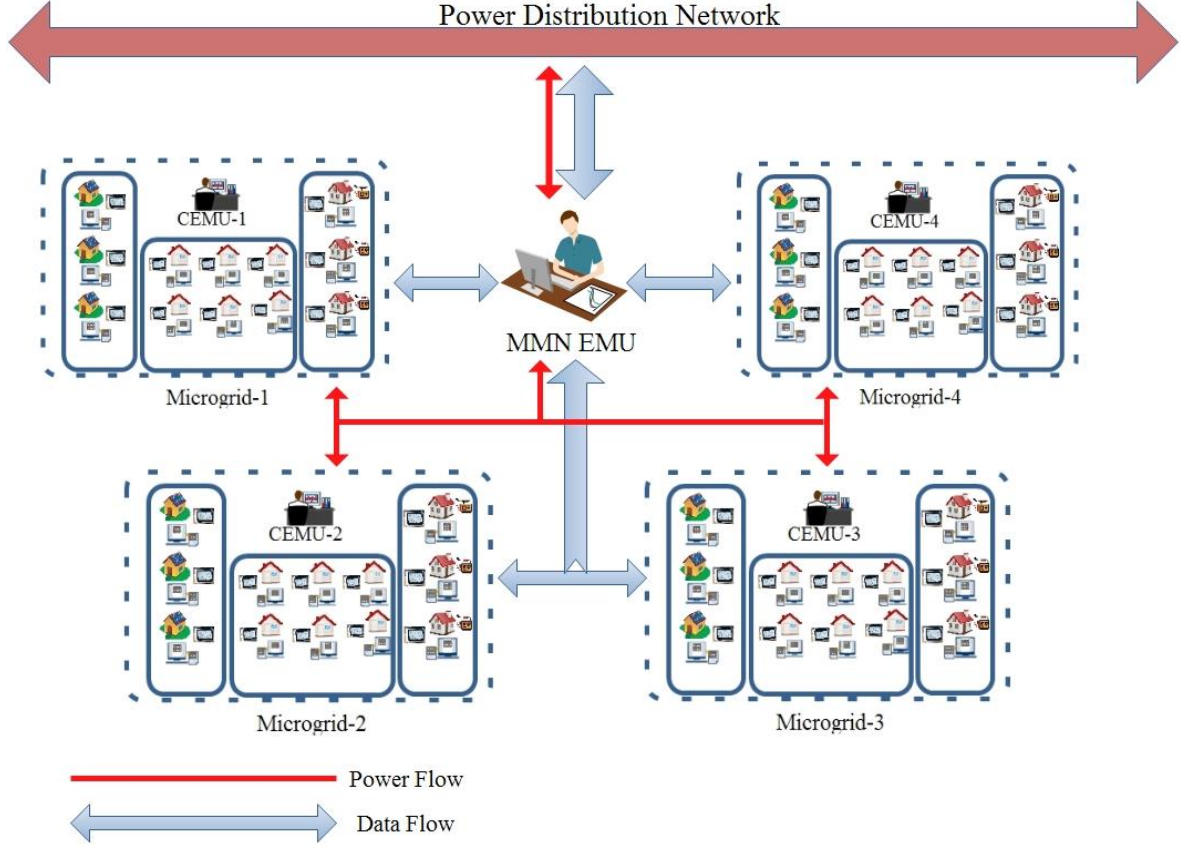 Power Distribution Network
CEMU-1
CEMU-4
MMN EMU
Microgrid-1
Microgrid-4
CEMU-2
CEMU-3
Microgrid-2
Microgrid-3
Power Flow
Data Flow